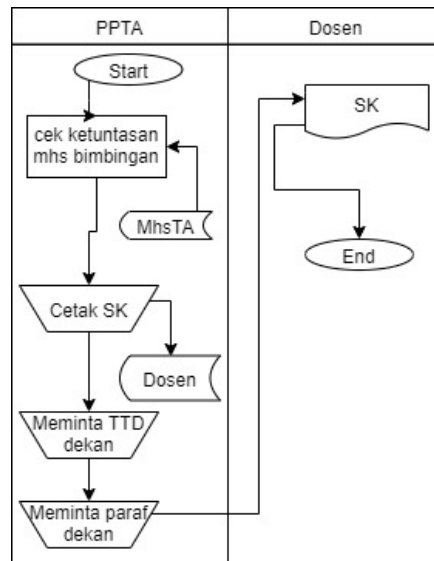 PPTA
Dosen
Start
cek ketuntasan
mhs bimbingan
MhsTA
Cetak SK
Dosen
Meminta TTD
dekan
Meminta paraf
dekan
SK
End